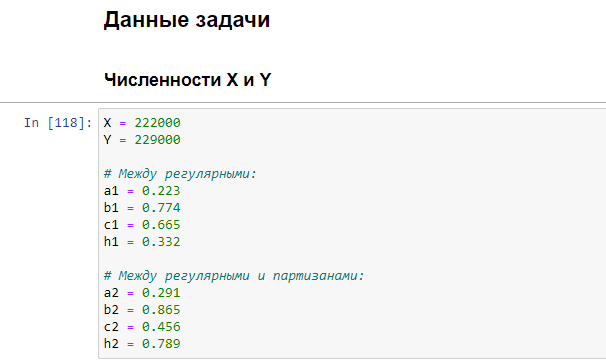 Данные задачи
Численности X и Y
In [118]:
X = 222000
Y = 229000
# Между регулярными:
a1 = 0.223
b1 = 0.774
c1 = 0.665
h1 = 0.332
# Между регулярными и партизанами:
a2 = 0.291
b2 = 0.865
c2 = 0.456
h2 = 0.789